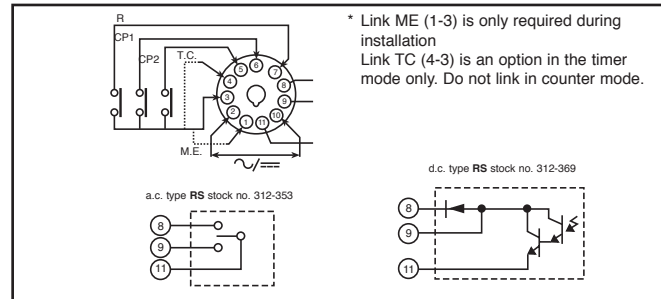 R
CP1
CP2
T.C.
5
6
7
4
8
3
9
2
10
1
11
M.E.
* Link ME (1-3) is only required during
installation
Link TC (4-3) is an option in the timer
mode only. Do not link in counter mode.
a.c. type RS stock no. 312-353
8
9
11
d.c. type RS stock no. 312-369
8
9
11